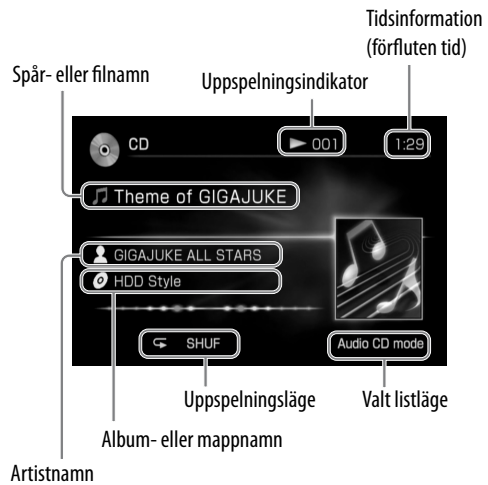 Tidsinformation
(förfluten tid)
Spår- eller filnamn
Uppspelningsindikator
CD
001
1:29
Theme of GIGAJUKE
GIGAJUKE ALL STARS
HDD Style
SHUF
Audio CD mode
Uppspelningsläge
Valt listläge
Album- eller mappnamn
Artistnamn